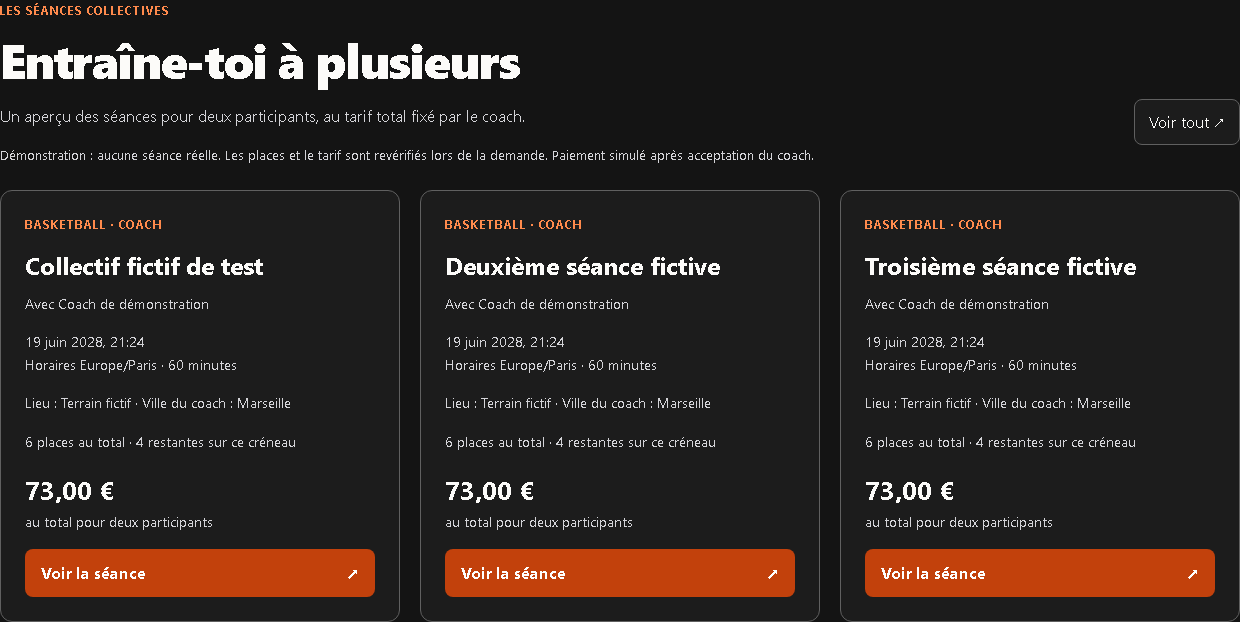 LES SÉANCES COLLECTIVES
Entraîne-toi à plusieurs
Un aperçu des séances pour deux participants, au tarif total fixé par le coach.
Voir tout ↗
Démonstration : aucune séance réelle. Les places et le tarif sont revérifiés lors de la demande. Paiement simulé après acceptation du coach.
BASKETBALL · COACH
Collectif fictif de test
Avec Coach de démonstration
19 juin 2028, 21:24
Horaires Europe/Paris · 60 minutes
Lieu : Terrain fictif · Ville du coach : Marseille
6 places au total · 4 restantes sur ce créneau
73,00 €
au total pour deux participants
Voir la séance ↗
BASKETBALL · COACH
Deuxième séance fictive
Avec Coach de démonstration
19 juin 2028, 21:24
Horaires Europe/Paris · 60 minutes
Lieu : Terrain fictif · Ville du coach : Marseille
6 places au total · 4 restantes sur ce créneau
73,00 €
au total pour deux participants
Voir la séance ↗
BASKETBALL · COACH
Troisième séance fictive
Avec Coach de démonstration
19 juin 2028, 21:24
Horaires Europe/Paris · 60 minutes
Lieu : Terrain fictif · Ville du coach : Marseille
6 places au total · 4 restantes sur ce créneau
73,00 €
au total pour deux participants
Voir la séance ↗